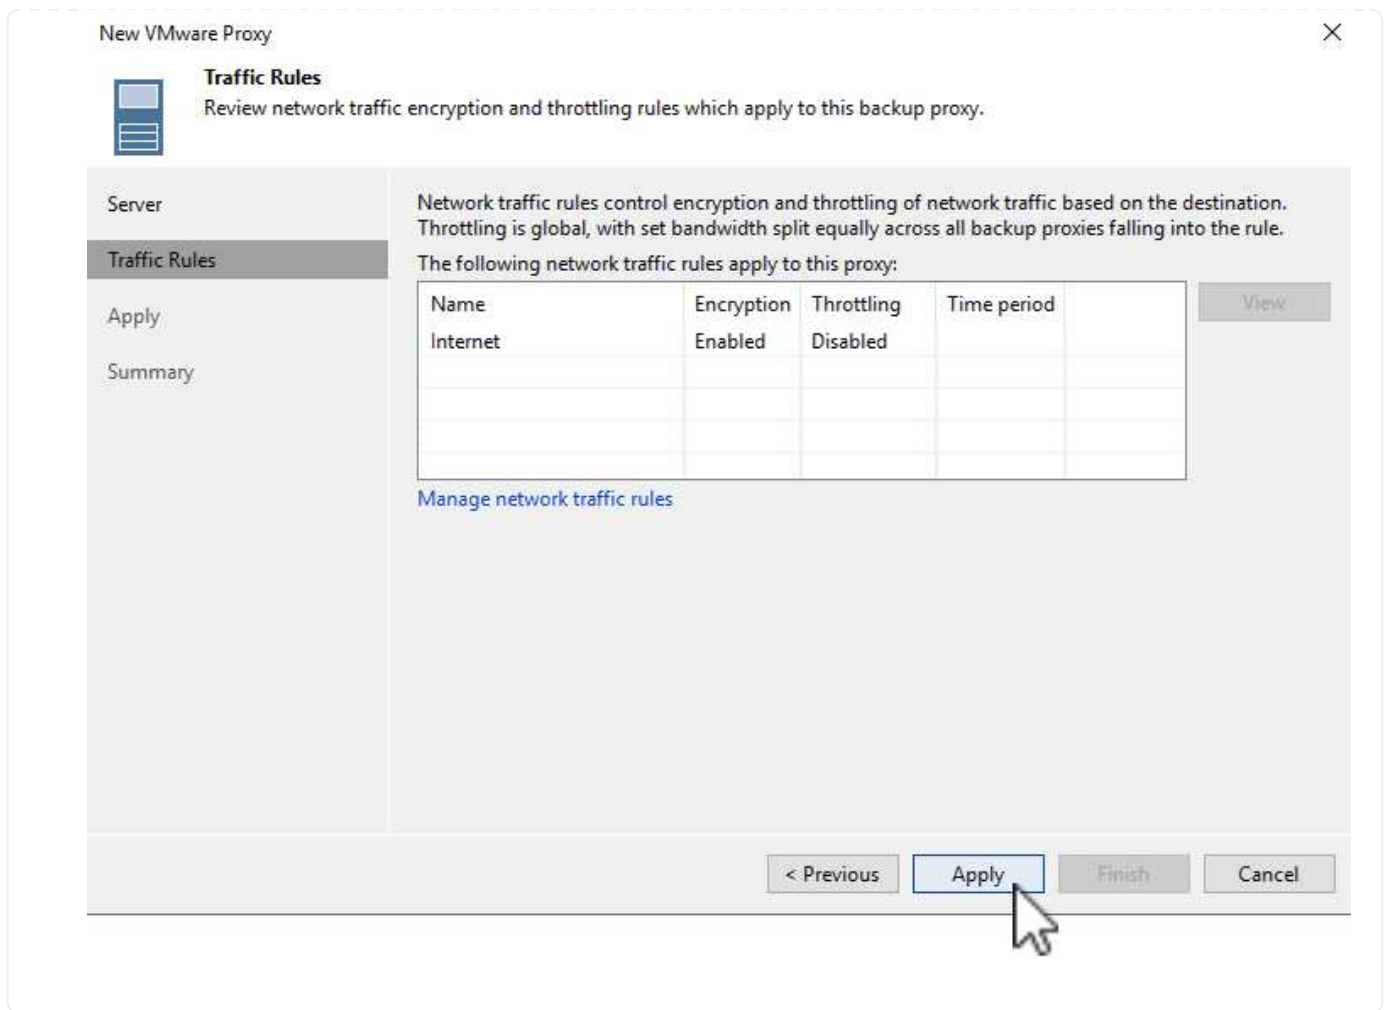 New VMware Proxy
Traffic Rules
Review network traffic encryption and throttling rules which apply to this backup proxy.
Server
Traffic Rules
Apply
Summary
Network traffic rules control encryption and throttling of network traffic based on the destination.
Throttling is global, with set bandwidth split equally across all backup proxies falling into the rule.
The following network traffic rules apply to this proxy:
Name Encryption Throttling Time period
Internet Enabled Disabled
View
Manage network traffic rules
< Previous Apply Finish Cancel